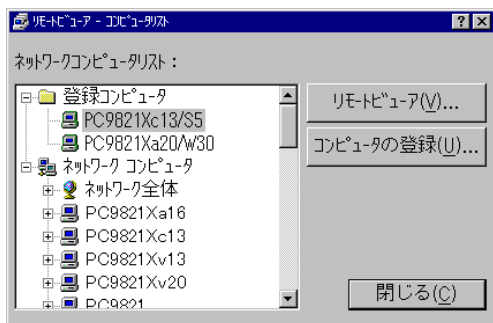 ﾘﾓｰﾄﾋﾞｭｰｱ - ｺﾝﾋﾟｭｰﾀﾘｽﾄ
ﾈｯﾄﾜｰｸｺﾝﾋﾟｭｰﾀﾘｽﾄ：
登録ｺﾝﾋﾟｭｰﾀ
PC9821Xc13/S5
PC9821Xa20/W30
ﾈｯﾄﾜｰｸ ｺﾝﾋﾟｭｰﾀ
ﾈｯﾄﾜｰｸ全体
PC9821Xa16
PC9821Xc13
PC9821Xv13
PC9821Xv20
PC9821
ﾘﾓｰﾄﾋﾞｭｰｱ(V)...
ｺﾝﾋﾟｭｰﾀの登録(U)...
閉じる(C)